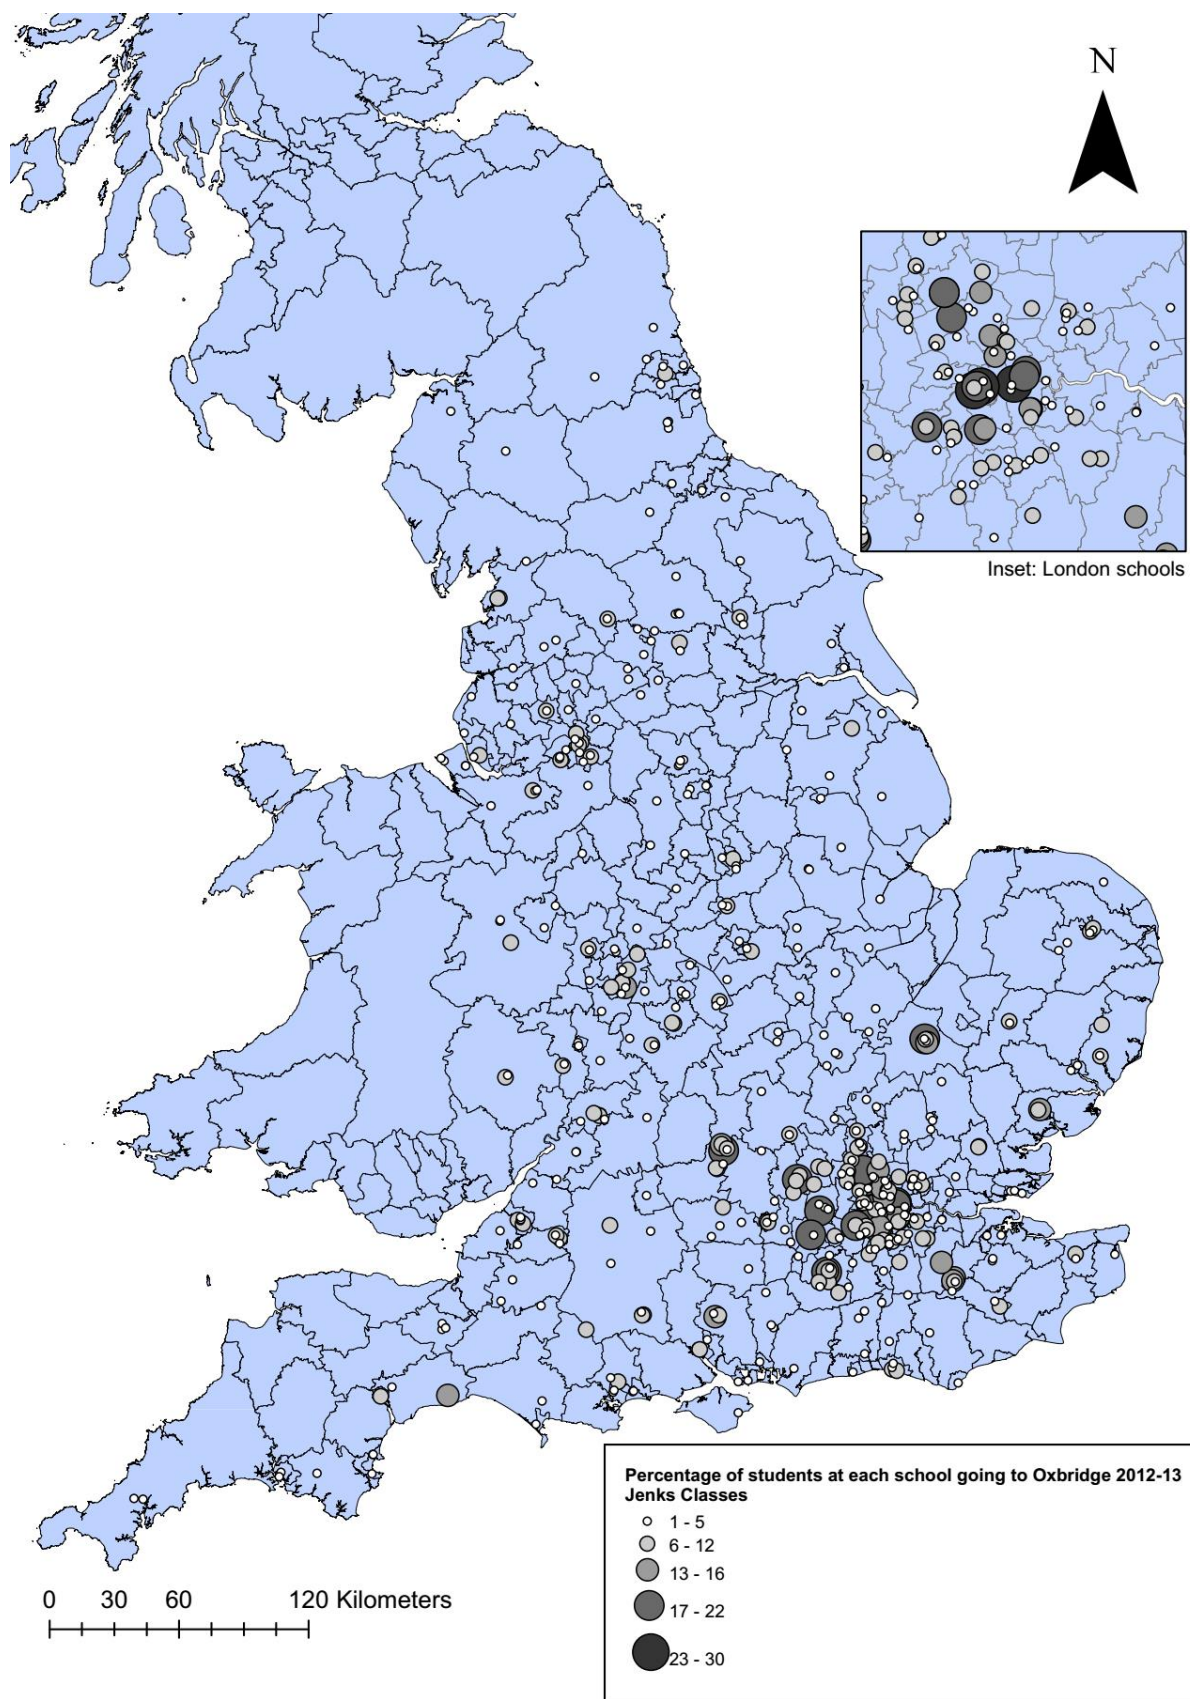 N
Inset: London schools
Percentage of students at each school going to Oxbridge 2012-13
Jenks Classes
1 - 5
6 - 12
13 - 16
17 - 22
23 - 30
0 30 60 120 Kilometers